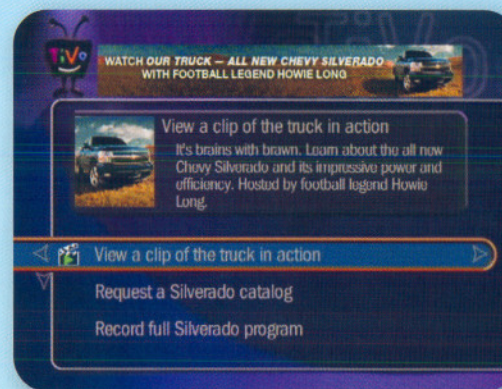 TiVo
WATCH OUR TRUCK — ALL NEW CHEVY SILVERADO
WITH FOOTBALL LEGEND HOWIE LONG
View a clip of the truck in action
It's brains with brawn. Learn about the all new
Chevy Silverado and its impressive power and
efficiency. Hosted by football legend Howie
Long.
View a clip of the truck in action
Request a Silverado catalog
Record full Silverado program